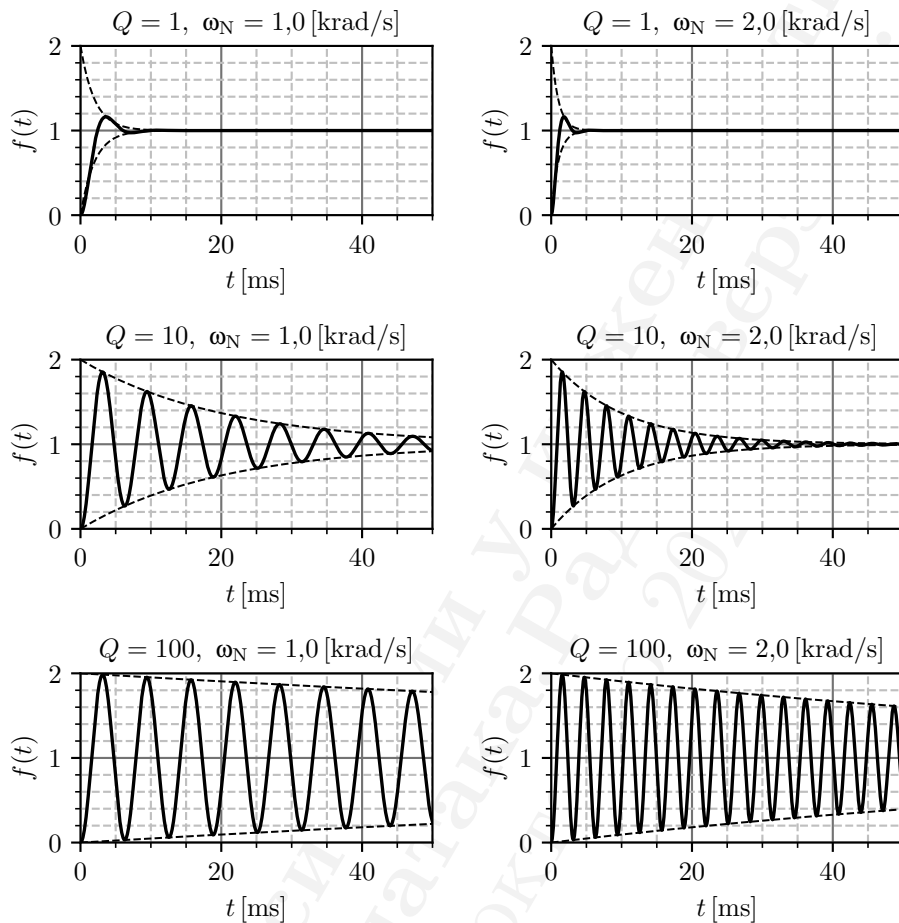 Q = 1, ω_N = 1,0 [krad/s]
2
1
0
f(t)
0 20 40
t [ms]
Q = 1, ω_N = 2,0 [krad/s]
2
1
0
f(t)
0 20 40
t [ms]
Q = 10, ω_N = 1,0 [krad/s]
2
1
0
f(t)
0 20 40
t [ms]
Q = 10, ω_N = 2,0 [krad/s]
2
1
0
f(t)
0 20 40
t [ms]
Q = 100, ω_N = 1,0 [krad/s]
2
1
0
f(t)
0 20 40
t [ms]
Q = 100, ω_N = 2,0 [krad/s]
2
1
0
f(t)
0 20 40
t [ms]